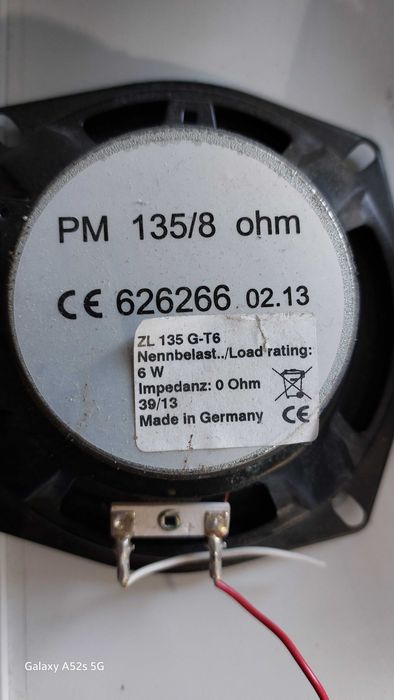 PM 135/8 ohm
CE 626266 02.13
ZL 135 G-T6
Nennbelast../Load rating:
6 W
Impedanz: 0 Ohm
39/13
Made in Germany CE
+
Galaxy A52s 5G